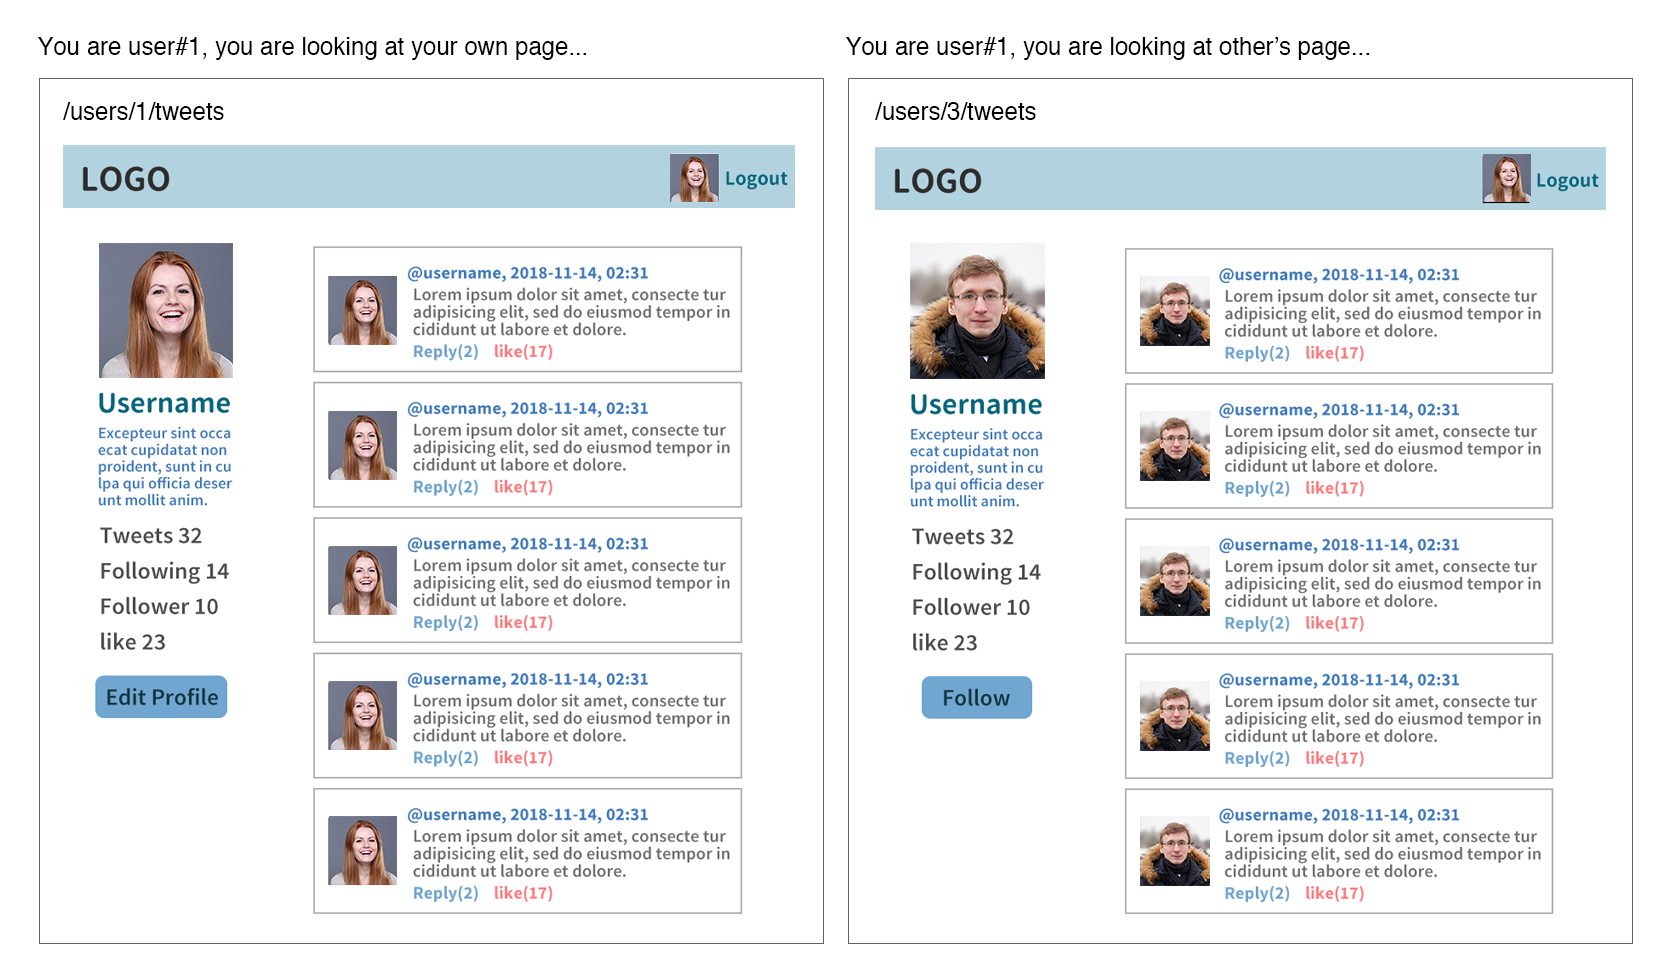 You are user#1, you are looking at your own page...
/users/1/tweets
LOGO
Logout
Username
Excepteur sint occa
ecat cupidatat non
proident, sunt in cu
lpa qui officia deser
unt mollit anim.
Tweets 32
Following 14
Follower 10
like 23
Edit Profile
@username, 2018-11-14, 02:31
Lorem ipsum dolor sit amet, consecte tur
adipisicing elit, sed do eiusmod tempor in
cididunt ut labore et dolore.
Reply(2) like(17)
@username, 2018-11-14, 02:31
Lorem ipsum dolor sit amet, consecte tur
adipisicing elit, sed do eiusmod tempor in
cididunt ut labore et dolore.
Reply(2) like(17)
@username, 2018-11-14, 02:31
Lorem ipsum dolor sit amet, consecte tur
adipisicing elit, sed do eiusmod tempor in
cididunt ut labore et dolore.
Reply(2) like(17)
@username, 2018-11-14, 02:31
Lorem ipsum dolor sit amet, consecte tur
adipisicing elit, sed do eiusmod tempor in
cididunt ut labore et dolore.
Reply(2) like(17)
@username, 2018-11-14, 02:31
Lorem ipsum dolor sit amet, consecte tur
adipisicing elit, sed do eiusmod tempor in
cididunt ut labore et dolore.
Reply(2) like(17)
You are user#1, you are looking at other’s page...
/users/3/tweets
LOGO
Logout
Username
Excepteur sint occa
ecat cupidatat non
proident, sunt in cu
lpa qui officia deser
unt mollit anim.
Tweets 32
Following 14
Follower 10
like 23
Follow
@username, 2018-11-14, 02:31
Lorem ipsum dolor sit amet, consecte tur
adipisicing elit, sed do eiusmod tempor in
cididunt ut labore et dolore.
Reply(2) like(17)
@username, 2018-11-14, 02:31
Lorem ipsum dolor sit amet, consecte tur
adipisicing elit, sed do eiusmod tempor in
cididunt ut labore et dolore.
Reply(2) like(17)
@username, 2018-11-14, 02:31
Lorem ipsum dolor sit amet, consecte tur
adipisicing elit, sed do eiusmod tempor in
cididunt ut labore et dolore.
Reply(2) like(17)
@username, 2018-11-14, 02:31
Lorem ipsum dolor sit amet, consecte tur
adipisicing elit, sed do eiusmod tempor in
cididunt ut labore et dolore.
Reply(2) like(17)
@username, 2018-11-14, 02:31
Lorem ipsum dolor sit amet, consecte tur
adipisicing elit, sed do eiusmod tempor in
cididunt ut labore et dolore.
Reply(2) like(17)